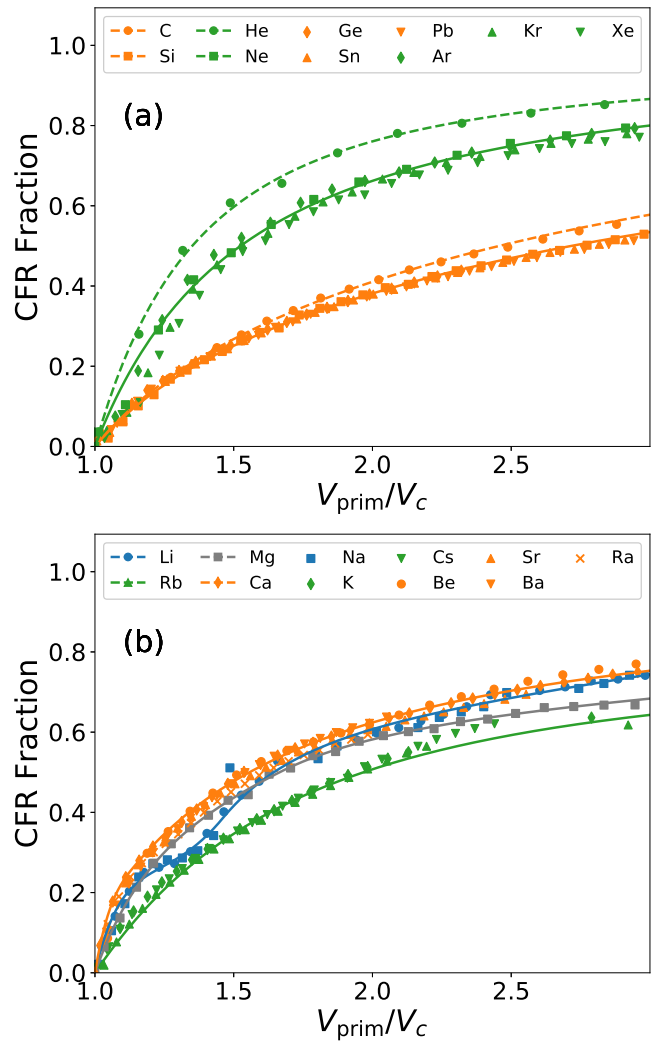 C He Ge Pb Kr Xe
Si Ne Sn Ar
(a)
1.0
0.8
0.6
0.4
0.2
0.0
CFR Fraction
1.0 1.5 2.0 2.5
V_prim/V_c
Li Mg Na Cs Sr Ra
Rb Ca K Be Ba
(b)
1.0
0.8
0.6
0.4
0.2
0.0
CFR Fraction
1.0 1.5 2.0 2.5
V_prim/V_c